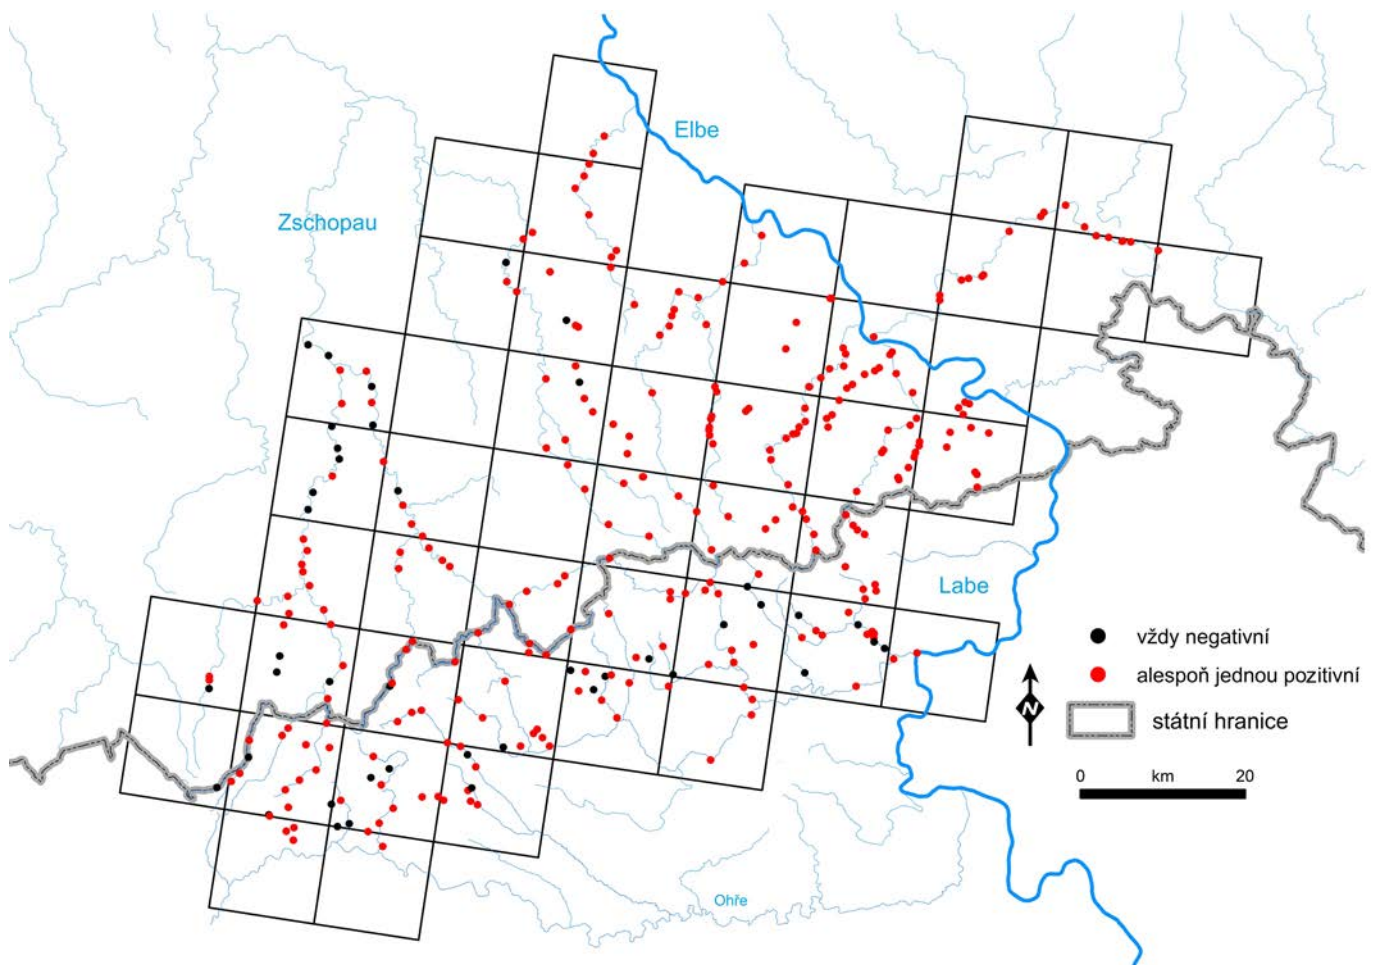 Elbe
Zschopau
Labe
vždy negativní
alespoň jednou pozitivní
N
státní hranice
0 km 20
Ohře